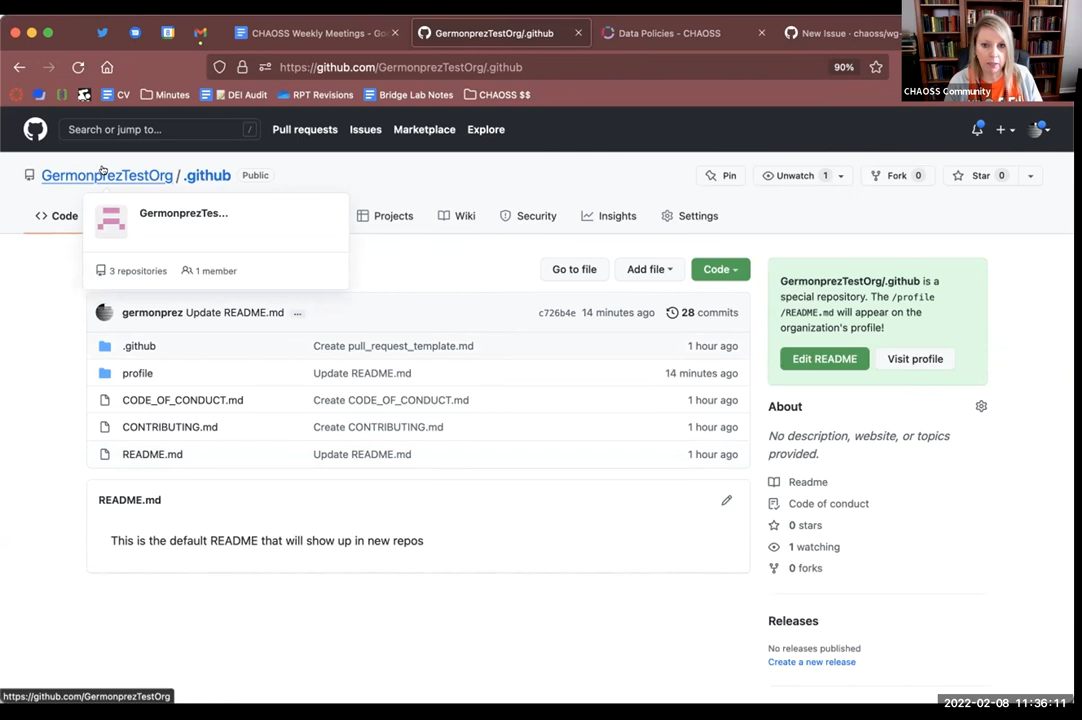 CHAOSS Weekly Meetings - Go
GermonprezTestOrg/.github
Data Policies - CHAOSS
New Issue · chaoss/wg-
https://github.com/GermonprezTestOrg/.github
90%
CHAOSS Community
CV
Minutes
DEI Audit
RPT Revisions
Bridge Lab Notes
CHAOSS $$
Search or jump to...
/
Pull requests
Issues
Marketplace
Explore
GermonprezTestOrg / .github
Public
Pin
Unwatch 1
Fork 0
Star 0
Code
Projects
Wiki
Security
Insights
Settings
GermonprezTes...
3 repositories
1 member
Go to file
Add file
Code
germonprez Update README.md ...
c726b4e 14 minutes ago
28 commits
.github
Create pull_request_template.md
1 hour ago
profile
Update README.md
14 minutes ago
CODE_OF_CONDUCT.md
Create CODE_OF_CONDUCT.md
1 hour ago
CONTRIBUTING.md
Create CONTRIBUTING.md
1 hour ago
README.md
Update README.md
1 hour ago
README.md
This is the default README that will show up in new repos
GermonprezTestOrg/.github is a
special repository. The /profile
/README.md will appear on the
organization's profile!
Edit README
Visit profile
About
No description, website, or topics
provided.
Readme
Code of conduct
0 stars
1 watching
0 forks
Releases
No releases published
Create a new release
https://github.com/GermonprezTestOrg
2022-02-08 11:36:11